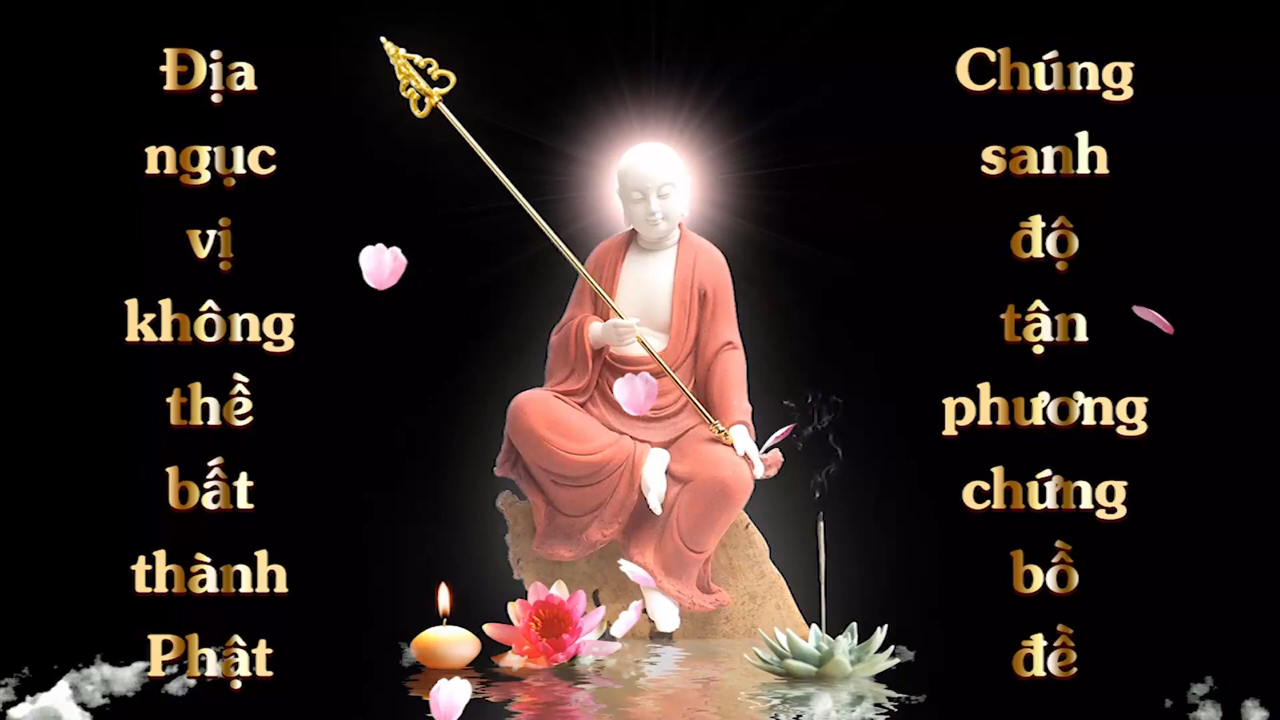 Địa
ngục
vị
không
thề
bất
thành
Phật
Chúng
sanh
độ
tận
phương
chứng
bồ
đề